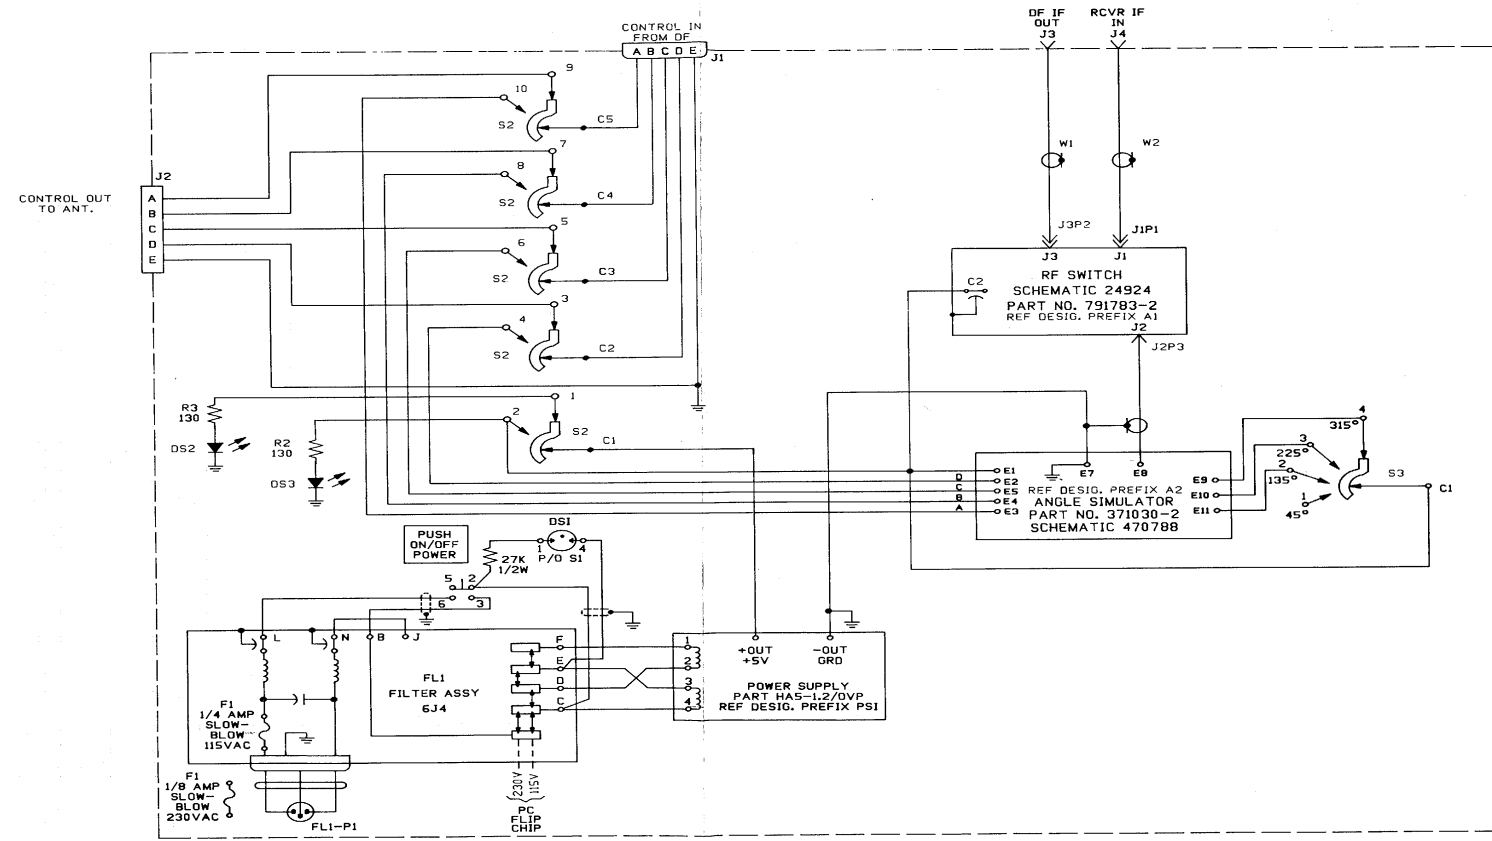 CONTROL IN
FROM DF
A B C D E
J1
DF IF
OUT
J3
RCVR IF
IN
J4
9
10
S2
C5
7
8
S2
C4
5
6
S2
C3
3
4
S2
C2
1
2
S2
C1
J2
CONTROL OUT
TO ANT.
A
B
C
D
E
W1
W2
J3P2
J1P1
J3
J1
RF SWITCH
SCHEMATIC 24924
PART NO. 791783-2
REF DESIG. PREFIX A1
C2
J2
J2P3
R3
130
DS2
R2
130
DS3
D
C
B
A
E1
E2
E5
E4
E3
E7
E8
REF DESIG. PREFIX A2
ANGLE SIMULATOR
PART NO. 371030-2
SCHEMATIC 470788
E9
E10
E11
4
315°
3
225°
2
135°
1
45°
S3
C1
PUSH
ON/OFF
POWER
DS1
1
4
P/O S1
27K
1/2W
5
2
6
3
L
N
B
J
F
E
D
C
FL1
FILTER ASSY
6J4
F1
1/4 AMP
SLOW-
BLOW
115VAC
F1
1/8 AMP
SLOW-
BLOW
230VAC
FL1-P1
230V
115V
PC
FLIP
CHIP
1
2
3
4
+OUT
+5V
-OUT
GRD
POWER SUPPLY
PART HA5-1.2/OVP
REF DESIG. PREFIX PS1